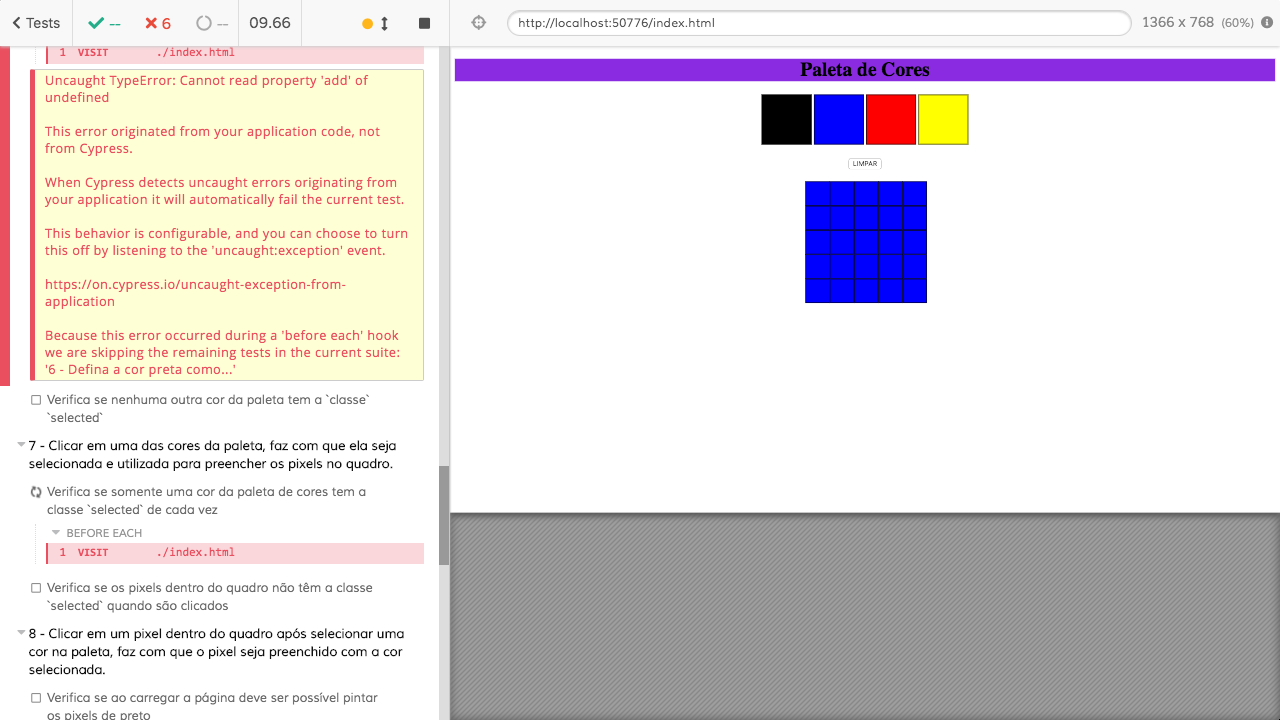 Tests
--
6
--
09.66
http://localhost:50776/index.html
1366 x 768 (60%)
1 VISIT ./index.html
Uncaught TypeError: Cannot read property 'add' of
undefined
This error originated from your application code, not
from Cypress.
When Cypress detects uncaught errors originating from
your application it will automatically fail the current test.
This behavior is configurable, and you can choose to turn
this off by listening to the 'uncaught:exception' event.
https://on.cypress.io/uncaught-exception-from-
application
Because this error occurred during a 'before each' hook
we are skipping the remaining tests in the current suite:
'6 - Defina a cor preta como...'
Verifica se nenhuma outra cor da paleta tem a `classe`
`selected`
7 - Clicar em uma das cores da paleta, faz com que ela seja
selecionada e utilizada para preencher os pixels no quadro.
Verifica se somente uma cor da paleta de cores tem a
classe `selected` de cada vez
BEFORE EACH
1 VISIT ./index.html
Verifica se os pixels dentro do quadro não têm a classe
`selected` quando são clicados
8 - Clicar em um pixel dentro do quadro após selecionar uma
cor na paleta, faz com que o pixel seja preenchido com a cor
selecionada.
Verifica se ao carregar a página deve ser possível pintar
os pixels de preto
Paleta de Cores
LIMPAR